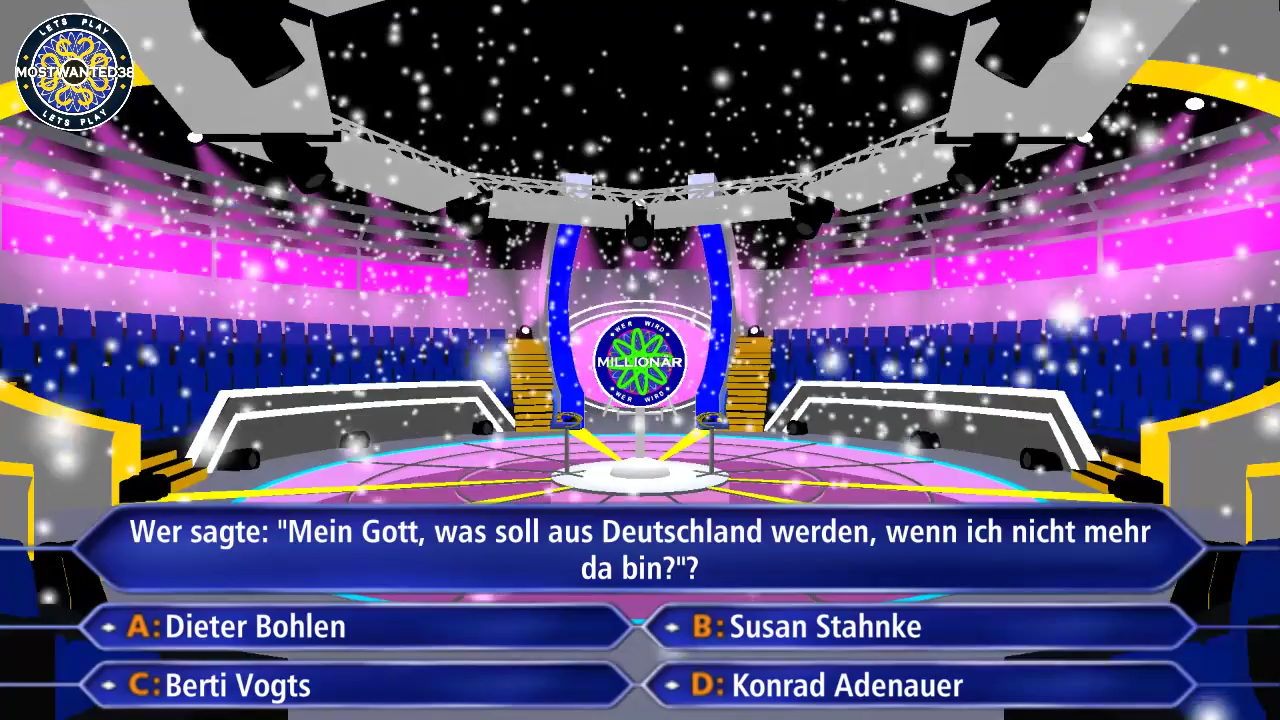 LETS PLAY
MOSTWANTED38
LETS PLAY
WER WIRD
MILLIONÄR
WER WIRD
Wer sagte: "Mein Gott, was soll aus Deutschland werden, wenn ich nicht mehr
da bin?"?
A: Dieter Bohlen
B: Susan Stahnke
C: Berti Vogts
D: Konrad Adenauer